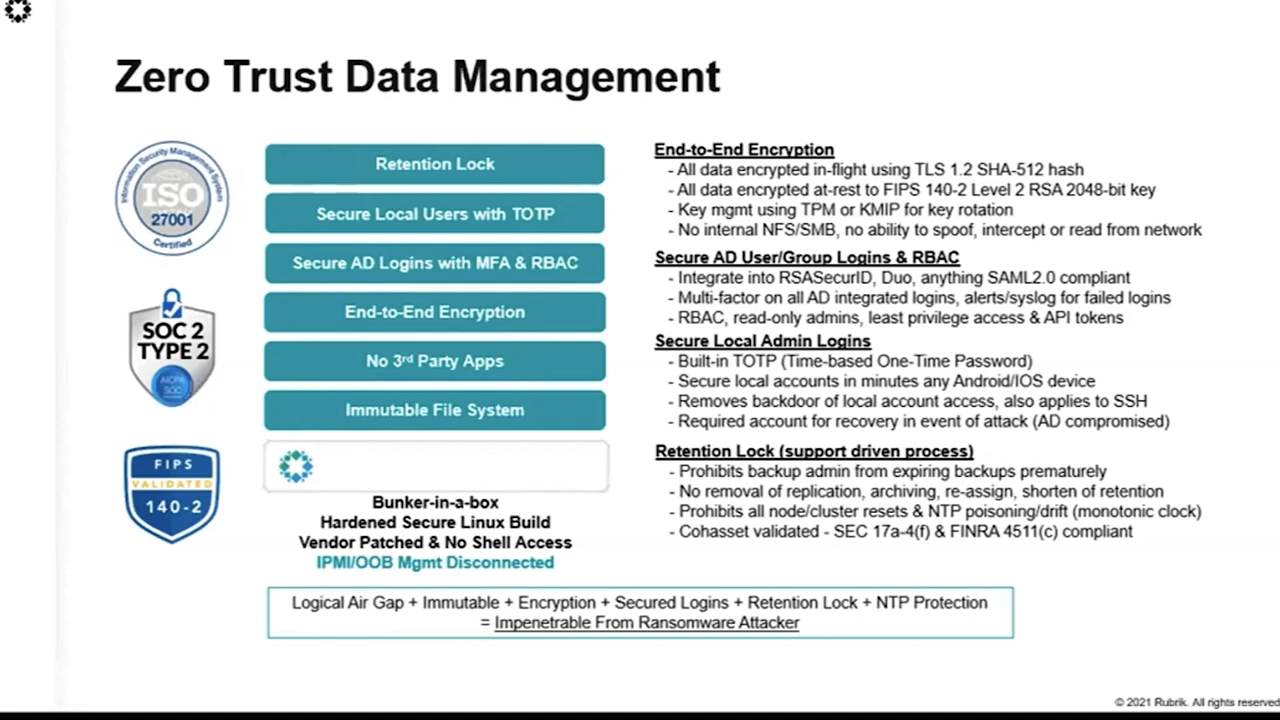 Zero Trust Data Management
Information Security Management System
ISO
27001
Certified
SOC 2
TYPE 2
AICPA
SOC
FIPS
VALIDATED
140-2
Retention Lock
Secure Local Users with TOTP
Secure AD Logins with MFA & RBAC
End-to-End Encryption
No 3rd Party Apps
Immutable File System
Bunker-in-a-box
Hardened Secure Linux Build
Vendor Patched & No Shell Access
IPMI/OOB Mgmt Disconnected
End-to-End Encryption
- All data encrypted in-flight using TLS 1.2 SHA-512 hash
- All data encrypted at-rest to FIPS 140-2 Level 2 RSA 2048-bit key
- Key mgmt using TPM or KMIP for key rotation
- No internal NFS/SMB, no ability to spoof, intercept or read from network
Secure AD User/Group Logins & RBAC
- Integrate into RSASecurID, Duo, anything SAML2.0 compliant
- Multi-factor on all AD integrated logins, alerts/syslog for failed logins
- RBAC, read-only admins, least privilege access & API tokens
Secure Local Admin Logins
- Built-in TOTP (Time-based One-Time Password)
- Secure local accounts in minutes any Android/IOS device
- Removes backdoor of local account access, also applies to SSH
- Required account for recovery in event of attack (AD compromised)
Retention Lock (support driven process)
- Prohibits backup admin from expiring backups prematurely
- No removal of replication, archiving, re-assign, shorten of retention
- Prohibits all node/cluster resets & NTP poisoning/drift (monotonic clock)
- Cohasset validated - SEC 17a-4(f) & FINRA 4511(c) compliant
Logical Air Gap + Immutable + Encryption + Secured Logins + Retention Lock + NTP Protection
= Impenetrable From Ransomware Attacker
© 2021 Rubrik. All rights reserved